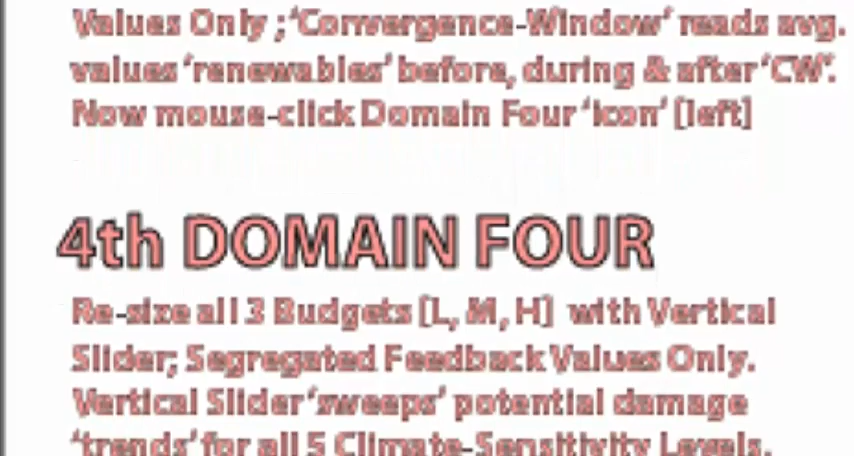 Values Only ; 'Convergence-Window' reads avg.
values 'renewables' before, during & after 'CW'.
Now mouse-click Domain Four 'icon' [left]
4th DOMAIN FOUR
Re-size all 3 Budgets [L, M, H] with Vertical
Slider; Segregated Feedback Values Only.
Vertical Slider 'sweeps' potential damage
'trends' for all 5 Climate-Sensitivity Levels.